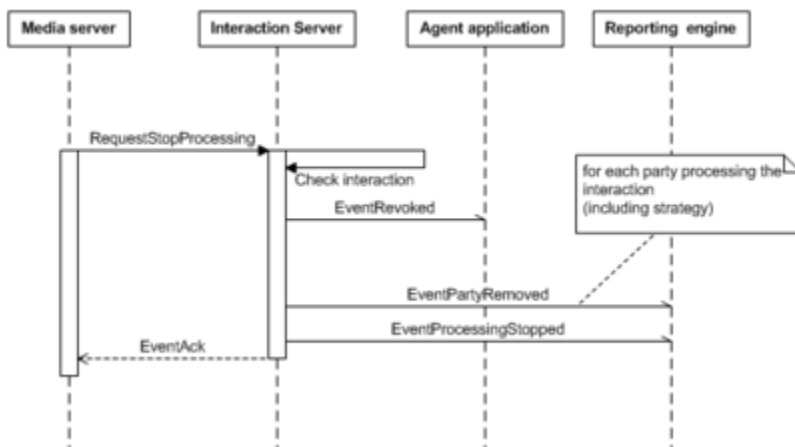 Media server
Interaction Server
Agent application
Reporting engine
RequestStopProcessing
Check interaction
for each party processing the
interaction
(including strategy)
EventRevoked
EventPartyRemoved
EventProcessingStopped
EventAck